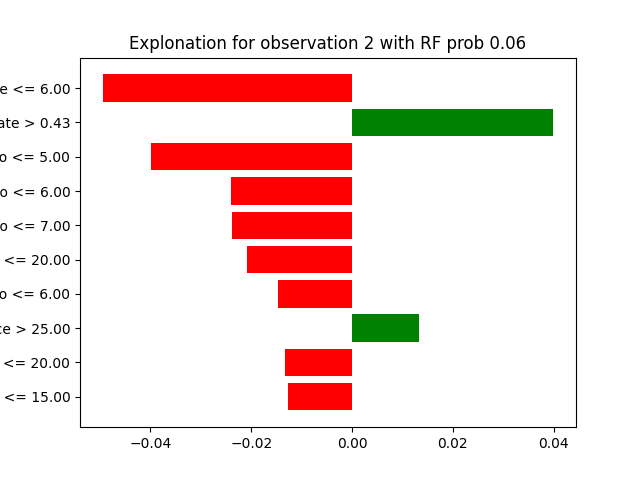 Explonation for observation 2 with RF prob 0.06
e <= 6.00
ate > 0.43
o <= 5.00
o <= 6.00
o <= 7.00
<= 20.00
o <= 6.00
ce > 25.00
<= 20.00
<= 15.00
−0.04 −0.02 0.00 0.02 0.04